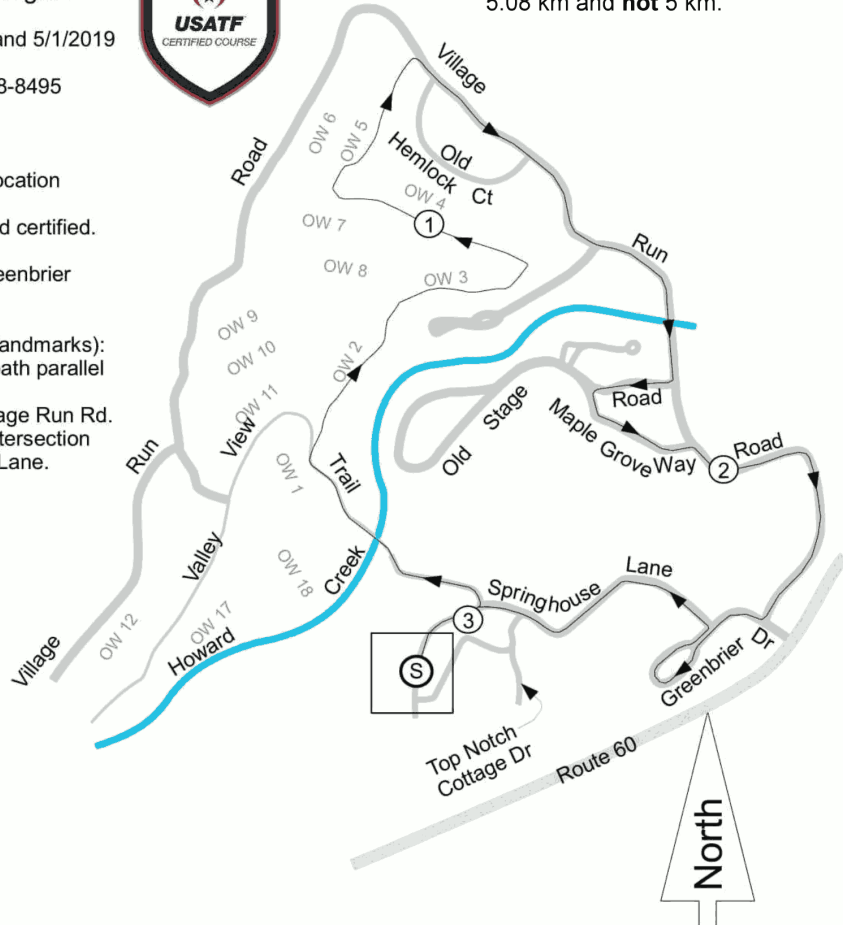 5.08 km and not 5 km.
USATF
CERTIFIED COURSE
and 5/1/2019
8-8495
ocation
d certified.
eenbrier
andmarks):
path parallel
age Run Rd.
tersection
Lane.
Village
Road
OW 6
OW 5
Hemlock Ct
Old
OW 4
OW 7
1
Run
OW 8
OW 3
OW 9
OW 10
OW 2
OW 11
Road
Old Stage
Maple Grove Way
View
Run
Trail
OW 1
2
Road
Valley
Creek
OW 18
Springhouse Lane
3
OW 17
OW 12
Howard
Village
S
Greenbrier Dr
Top Notch
Cottage Dr
Route 60
North